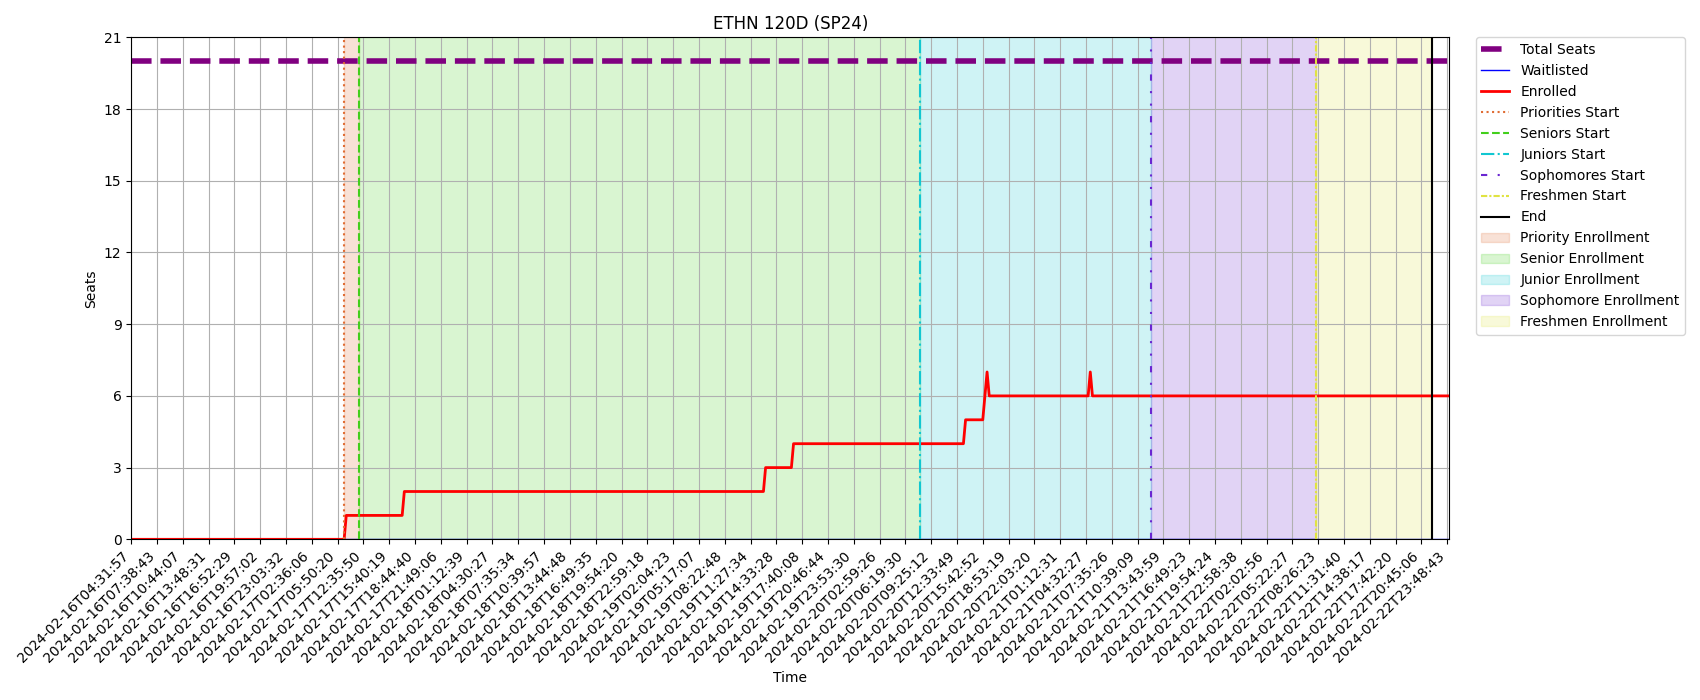 ETHN 120D (SP24)
21
18
15
12
9
6
3
0
Seats
2024-02-16T04:31:57
2024-02-16T07:38:43
2024-02-16T10:44:07
2024-02-16T13:48:31
2024-02-16T16:52:29
2024-02-16T19:57:02
2024-02-16T23:03:32
2024-02-17T02:36:06
2024-02-17T05:50:20
2024-02-17T12:35:50
2024-02-17T15:40:19
2024-02-17T18:44:40
2024-02-17T21:49:06
2024-02-18T01:12:39
2024-02-18T04:30:27
2024-02-18T07:35:34
2024-02-18T10:39:57
2024-02-18T13:44:48
2024-02-18T16:49:35
2024-02-18T19:54:20
2024-02-18T22:59:18
2024-02-19T02:04:23
2024-02-19T05:17:07
2024-02-19T08:22:48
2024-02-19T11:27:34
2024-02-19T14:33:28
2024-02-19T17:40:08
2024-02-19T20:46:44
2024-02-19T23:53:30
2024-02-20T02:59:26
2024-02-20T06:19:30
2024-02-20T09:25:12
2024-02-20T12:33:49
2024-02-20T15:42:52
2024-02-20T18:53:19
2024-02-20T22:03:20
2024-02-21T01:12:31
2024-02-21T04:32:27
2024-02-21T07:35:26
2024-02-21T10:39:09
2024-02-21T13:43:59
2024-02-21T16:49:23
2024-02-21T19:54:24
2024-02-21T22:58:38
2024-02-22T02:02:56
2024-02-22T05:22:27
2024-02-22T08:26:23
2024-02-22T11:31:40
2024-02-22T14:38:17
2024-02-22T17:42:20
2024-02-22T20:45:06
2024-02-22T23:48:43
Time
Total Seats
Waitlisted
Enrolled
Priorities Start
Seniors Start
Juniors Start
Sophomores Start
Freshmen Start
End
Priority Enrollment
Senior Enrollment
Junior Enrollment
Sophomore Enrollment
Freshmen Enrollment